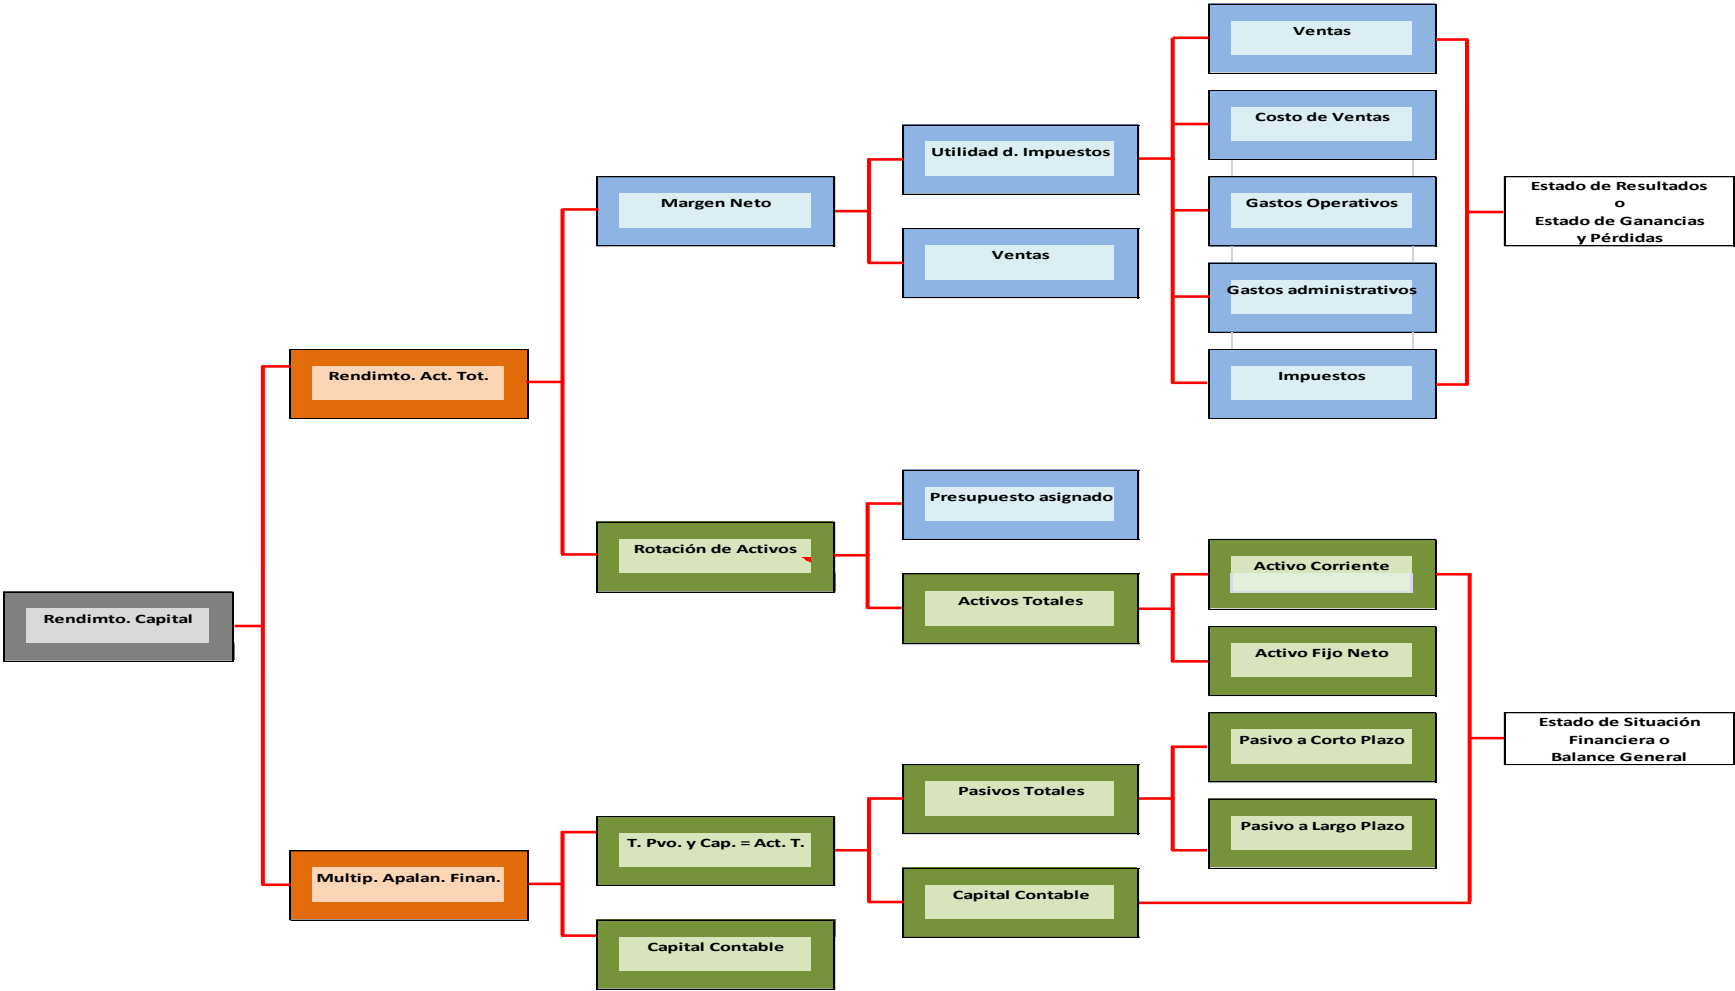 Ventas
Costo de Ventas
Utilidad d. Impuestos
Margen Neto
Gastos Operativos
Estado de Resultados
o
Estado de Ganancias
y Pérdidas
Ventas
Gastos administrativos
Rendimto. Act. Tot.
Impuestos
Presupuesto asignado
Rotación de Activos
Activo Corriente
Activos Totales
Rendimto. Capital
Activo Fijo Neto
Pasivo a Corto Plazo
Estado de Situación
Financiera o
Balance General
Pasivos Totales
Pasivo a Largo Plazo
T. Pvo. y Cap. = Act. T.
Multip. Apalan. Finan.
Capital Contable
Capital Contable